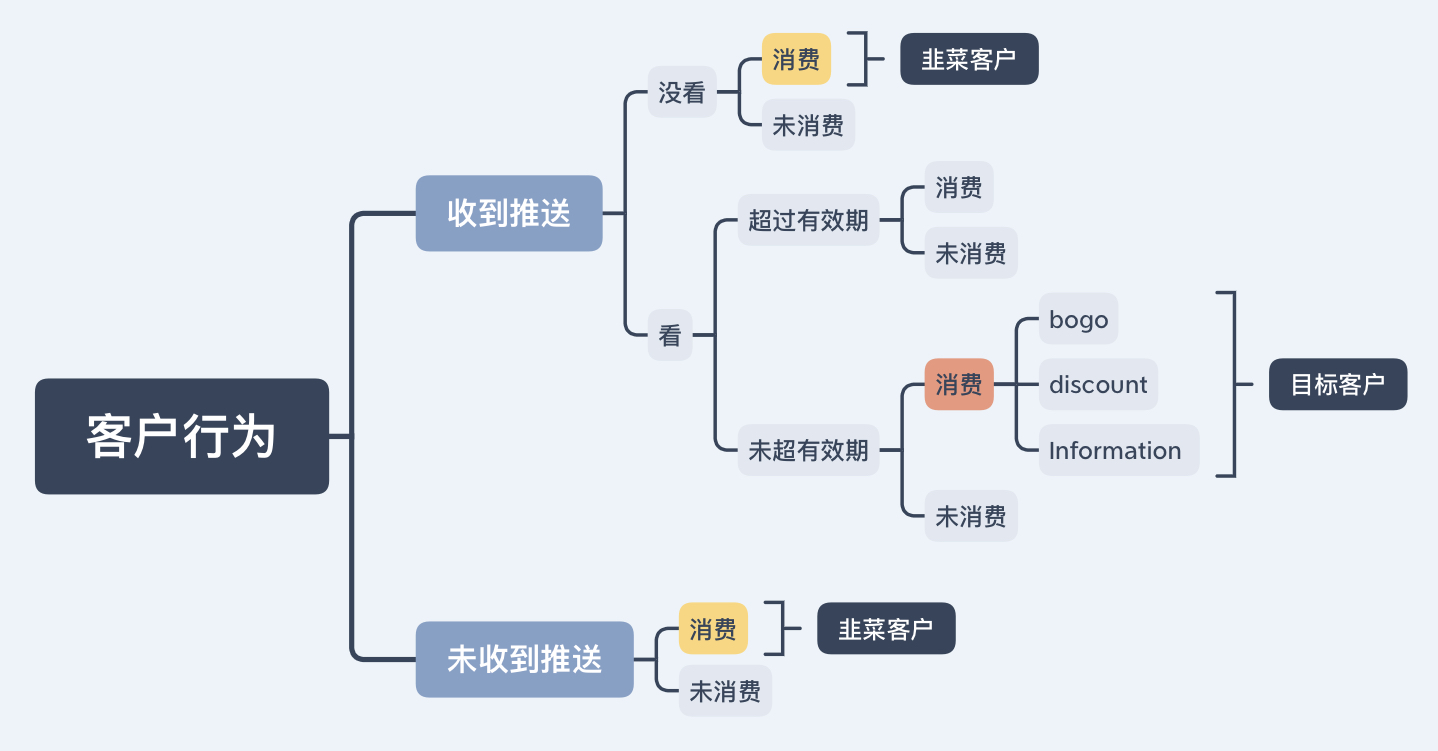 客户行为
收到推送
没看
消费
韭菜客户
未消费
看
超过有效期
消费
未消费
未超有效期
消费
bogo
discount
Information
目标客户
未消费
未收到推送
消费
韭菜客户
未消费